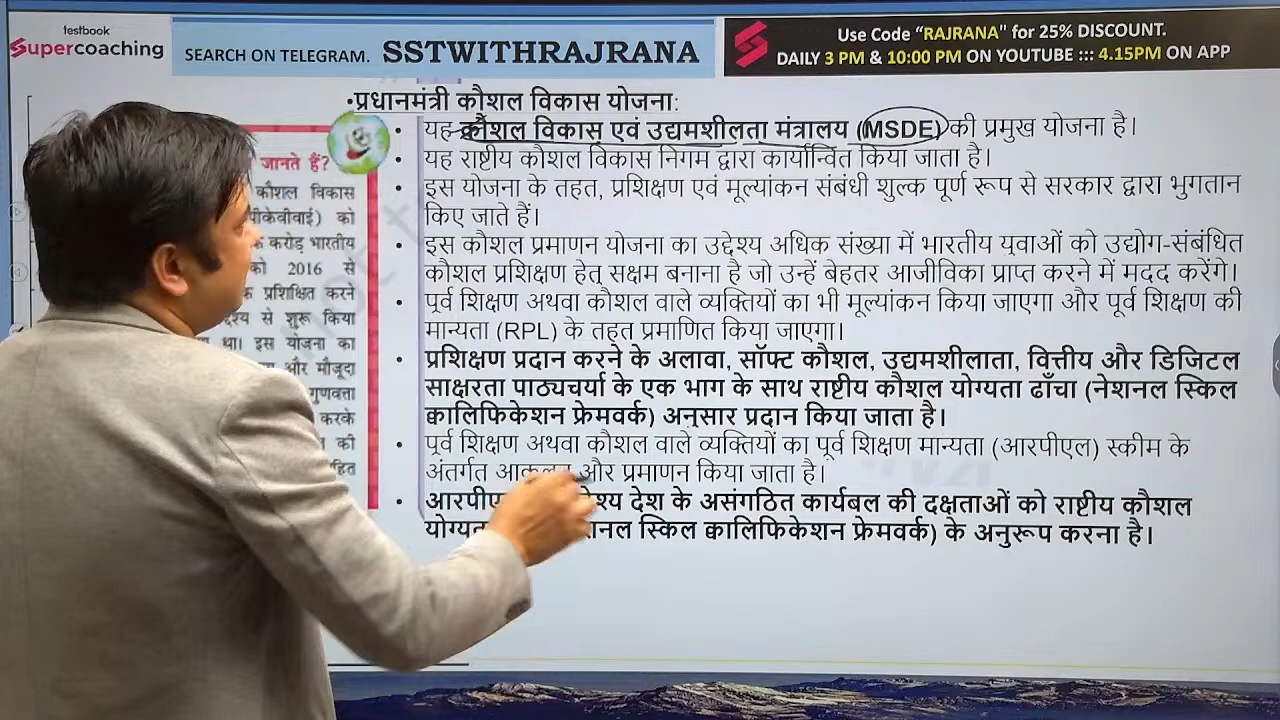 testbook
Supercoaching
SEARCH ON TELEGRAM. SSTWITHRAJRANA
Use Code “RAJRANA" for 25% DISCOUNT.
DAILY 3 PM & 10:00 PM ON YOUTUBE ::: 4.15PM ON APP
•प्रधानमंत्री कौशल विकास योजना:
• यह कौशल विकास एवं उद्यमशीलता मंत्रालय (MSDE) की प्रमुख योजना है।
• यह राष्ट्रीय कौशल विकास निगम द्वारा कार्यान्वित किया जाता है।
• इस योजना के तहत, प्रशिक्षण एवं मूल्यांकन संबंधी शुल्क पूर्ण रूप से सरकार द्वारा भुगतान
किए जाते हैं।
• इस कौशल प्रमाणन योजना का उद्देश्य अधिक संख्या में भारतीय युवाओं को उद्योग-संबंधित
कौशल प्रशिक्षण हेतु सक्षम बनाना है जो उन्हें बेहतर आजीविका प्राप्त करने में मदद करेंगे।
• पूर्व शिक्षण अथवा कौशल वाले व्यक्तियों का भी मूल्यांकन किया जाएगा और पूर्व शिक्षण की
मान्यता (RPL) के तहत प्रमाणित किया जाएगा।
• प्रशिक्षण प्रदान करने के अलावा, सॉफ्ट कौशल, उद्यमशीलाता, वित्तीय और डिजिटल
साक्षरता पाठ्यचर्या के एक भाग के साथ राष्ट्रीय कौशल योग्यता ढाँचा (नेशनल स्किल
क्वालिफिकेशन फ्रेमवर्क) अनुसार प्रदान किया जाता है।
• पूर्व शिक्षण अथवा कौशल वाले व्यक्तियों का पूर्व शिक्षण मान्यता (आरपीएल) स्कीम के
अंतर्गत और प्रमाणन किया जाता है।
• देश के असंगठित कार्यबल की दक्षताओं को राष्ट्रीय कौशल
स्किल क्वालिफिकेशन फ्रेमवर्क) के अनुरूप करना है।
जानते हैं?
कौशल विकास
को
करोड़ भारतीय
को 2016 से
प्रशिक्षित करने
से शुरू किया
था। इस योजना का
और मौजूदा
गुणवत्ता
करके
की